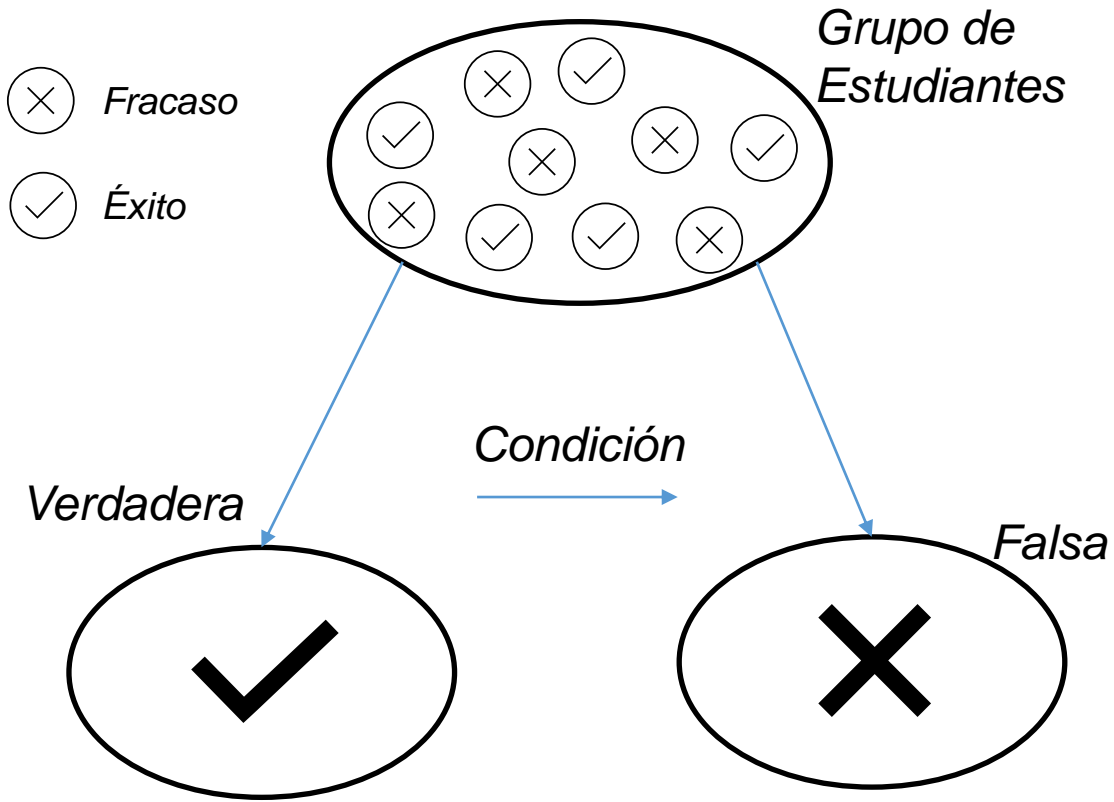 Grupo de
Estudiantes
Fracaso
Éxito
Condición
Verdadera
Falsa